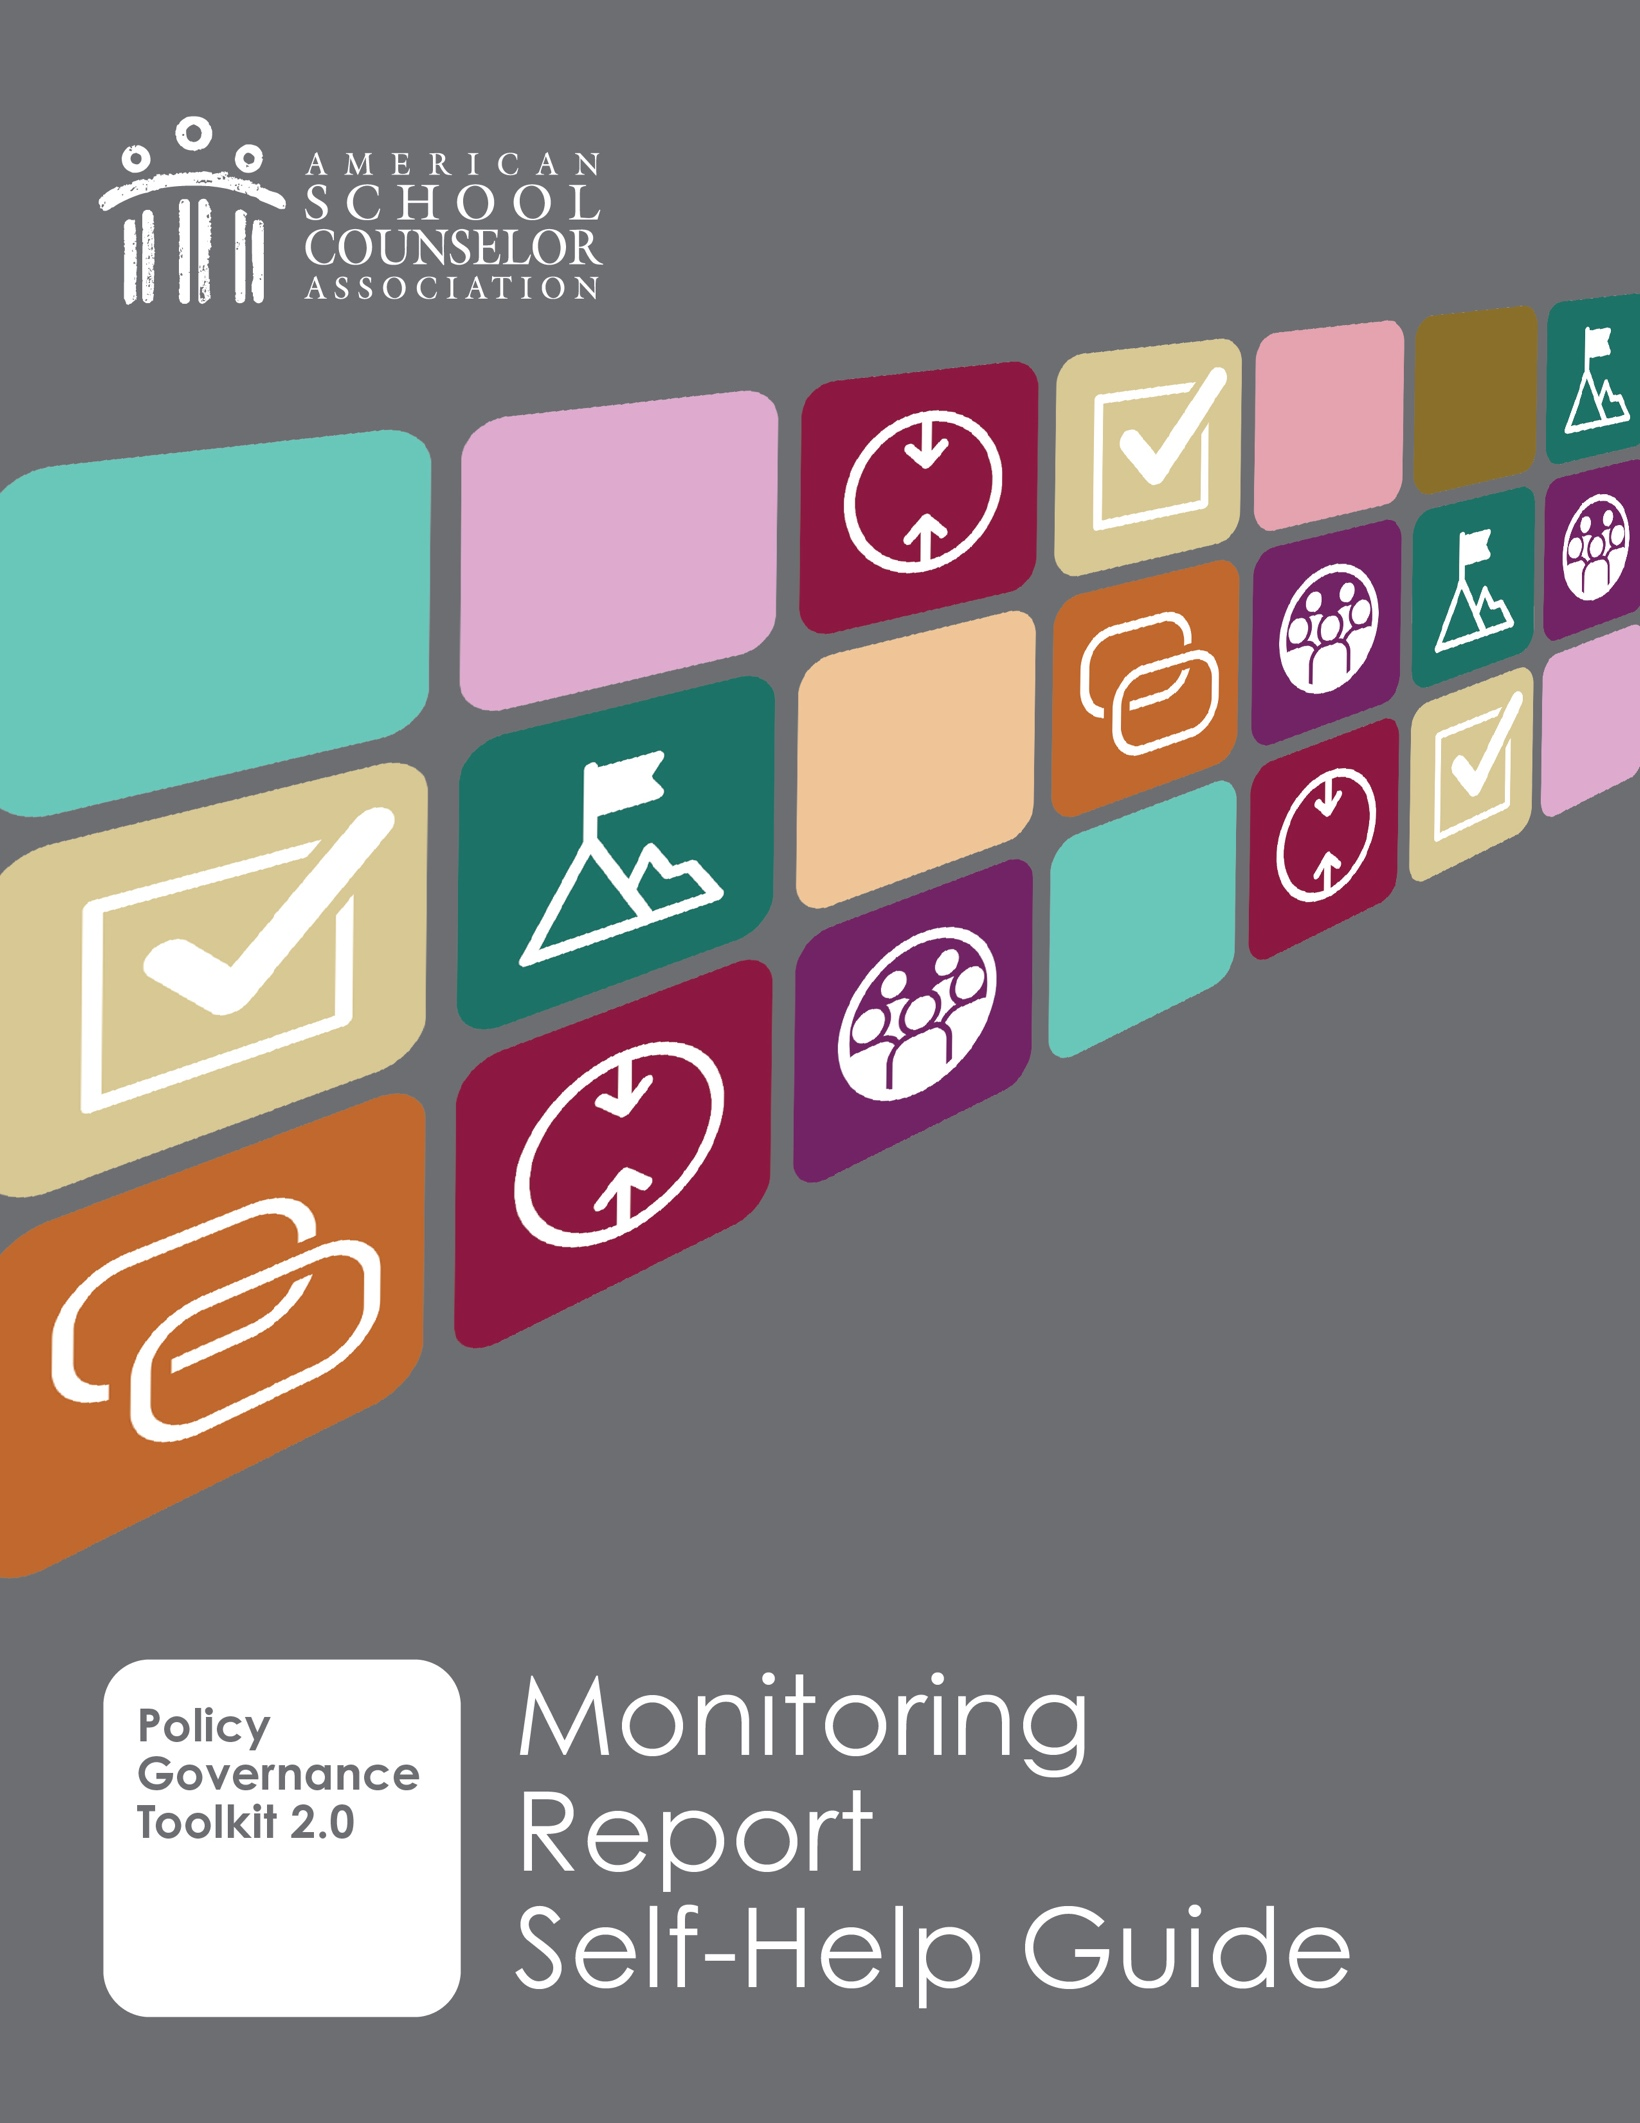 AMERICAN
SCHOOL
COUNSELOR
ASSOCIATION
Policy
Governance
Toolkit 2.0
Monitoring
Report
Self-Help Guide